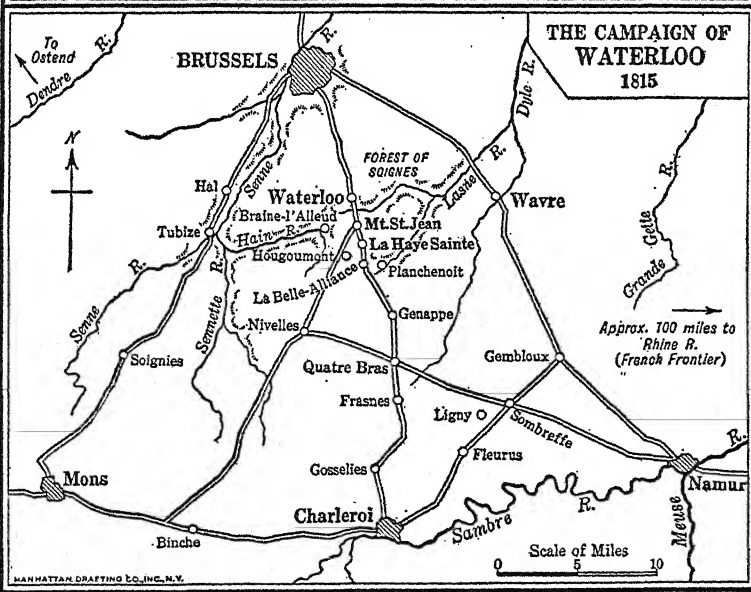 THE CAMPAIGN OF
WATERLOO
1815
To
Ostend
Dendre R.
BRUSSELS
R.
Dyle R.
N
FOREST OF
SOIGNES
Hal
Senne
Waterloo
Lasne R.
Wavre
Grande Gette R.
Braine-l'Alleud
Mt.St.Jean
Tubize
Hain R.
La Haye Sainte
Hougoumont
Planchenoit
La Belle-Alliance
Senne R.
Sennette R.
Genappe
Approx. 100 miles to
Rhine R.
(French Frontier)
Nivelles
Soignies
Quatre Bras
Gembloux
Frasnes
Ligny
Sombreffe
Gosselies
Fleurus
Mons
Namur
R.
Charleroi
Sambre R.
Meuse
Binche
Scale of Miles
0 5 10
MANHATTAN DRAFTING CO., INC., N.Y.